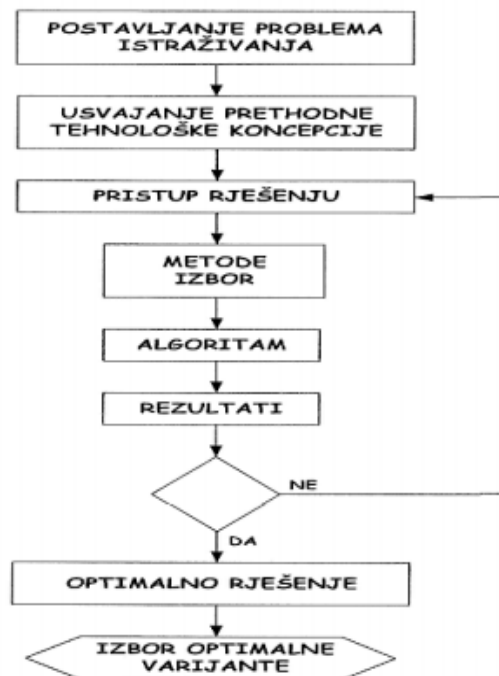 POSTAVLJANJE PROBLEMA
ISTRAŽIVANJA
USVAJANJE PRETHODNE
TEHNOLOŠKE KONCEPCIJE
PRISTUP RJEŠENJU
METODE
IZBOR
ALGORITAM
REZULTATI
NE
DA
OPTIMALNO RJEŠENJE
IZBOR OPTIMALNE
VARIJANTE